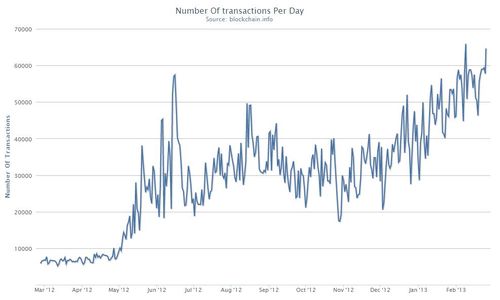 Number Of transactions Per Day
Source: blockchain.info
70000
60000
50000
40000
30000
20000
10000
Number Of Transactions
Mar '12 Apr '12 May '12 Jun '12 Jul '12 Aug '12 Sep '12 Oct '12 Nov '12 Dec '12 Jan '13 Feb '13